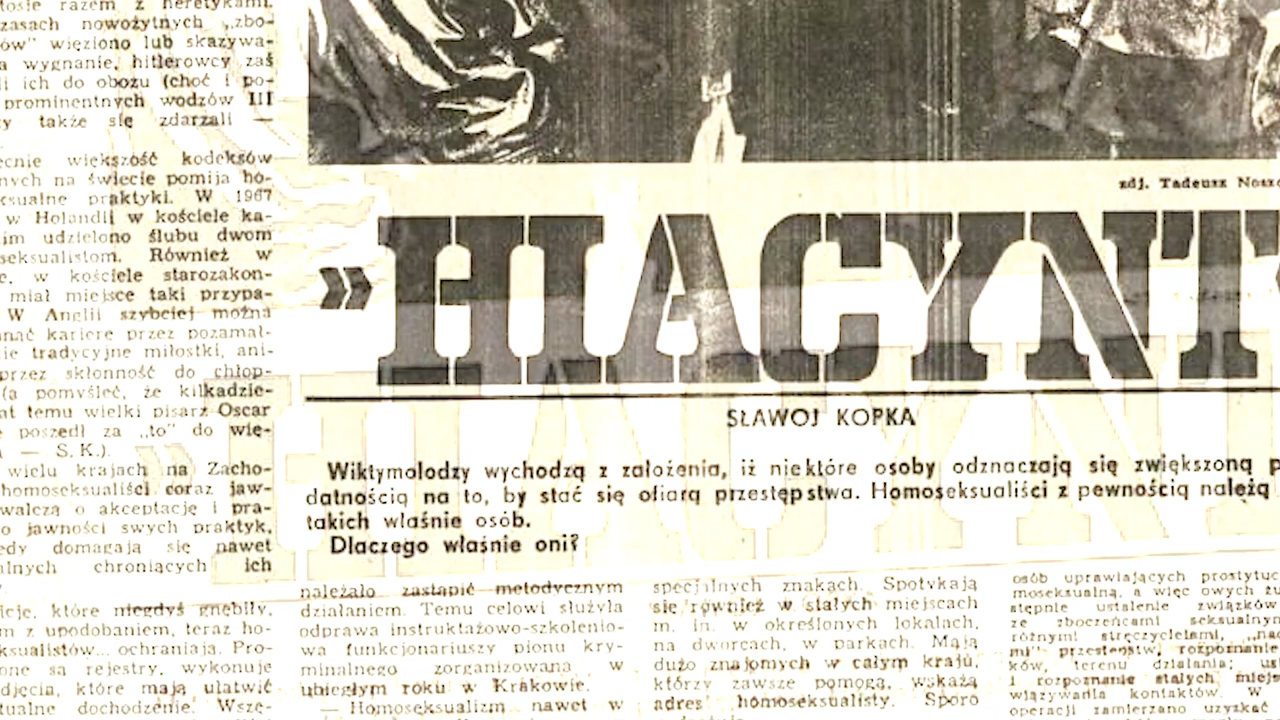 razem z heretykami.
zasach nowożytnych „zbo-
ów" więziono lub skazywa-
a wygnanie, hitlerowcy zaś
li ich do obozu (choć i po-
prominentnych wodzów III
y także się zdarzali —
większość kodeksów
nych na świecie pomija ho-
ksualne praktyki. W 1967
w Holandii w kościele ka-
im udzielono ślubu dwom
seksualistom. Również w
w kościele starozakon-
miał miejsce taki przypa-
W Anglii szybciej można
karierę przez pozamał-
ie tradycyjne miłostki, ani-
przez skłonność do chłop-
(a pomyśleć, że kilkadzie-
at temu wielki pisarz Oscar
poszedł za „to" do wię-
— S. K.).
wielu krajach na Zacho-
homoseksualiści coraz jaw-
walczą o akceptację i pra-
o jawności swych praktyk,
edy domagają się nawet
alnych chroniących ich
icje, które niegdyś gnębiły,
m z upodobaniem, teraz ho-
ksualistów... ochraniają. Pro-
one są rejestry, wykonuje
djęcia, które mają ułatwić
tualne dochodzenie. Wszę-
zdj. Tadeusz
»HIACYNT
SŁAWOJ KOPKA
Wiktymolodzy wychodzą z założenia, iż niektóre osoby odznaczają się zwiększoną p
datnością na to, by stać się ofiarą przestępstwa. Homoseksualiści z pewnością należą
takich właśnie osób.
Dlaczego właśnie oni?
należało zastąpić metodycznym
działaniem. Temu celowi służyła
odprawa instruktażowo-szkolenio-
wa funkcjonariuszy pionu kry-
minalnego zorganizowana w
ubiegłym roku w Krakowie.
— Homoseksualizm, nawet w
specjalnych znakach. Spotykają
się również w stałych miejscach
m. in. w określonych lokalach,
na dworcach, w parkach. Mają
dużo znajomych w całym kraju,
którzy zawsze pomogą, wskażą
adres homoseksualisty. Sporo
osób uprawiających prostytuc
moseksualną, a więc owych
stępnie ustalenie związków
ze zboczeńcami seksualnym
różnymi stręczycielami,
mi" przestępstw, rozpoznanie
ków, terenu działania;
i rozpoznanie stałych miejs
wiązywania kontaktów. W
operacji zamierzano uzyskać